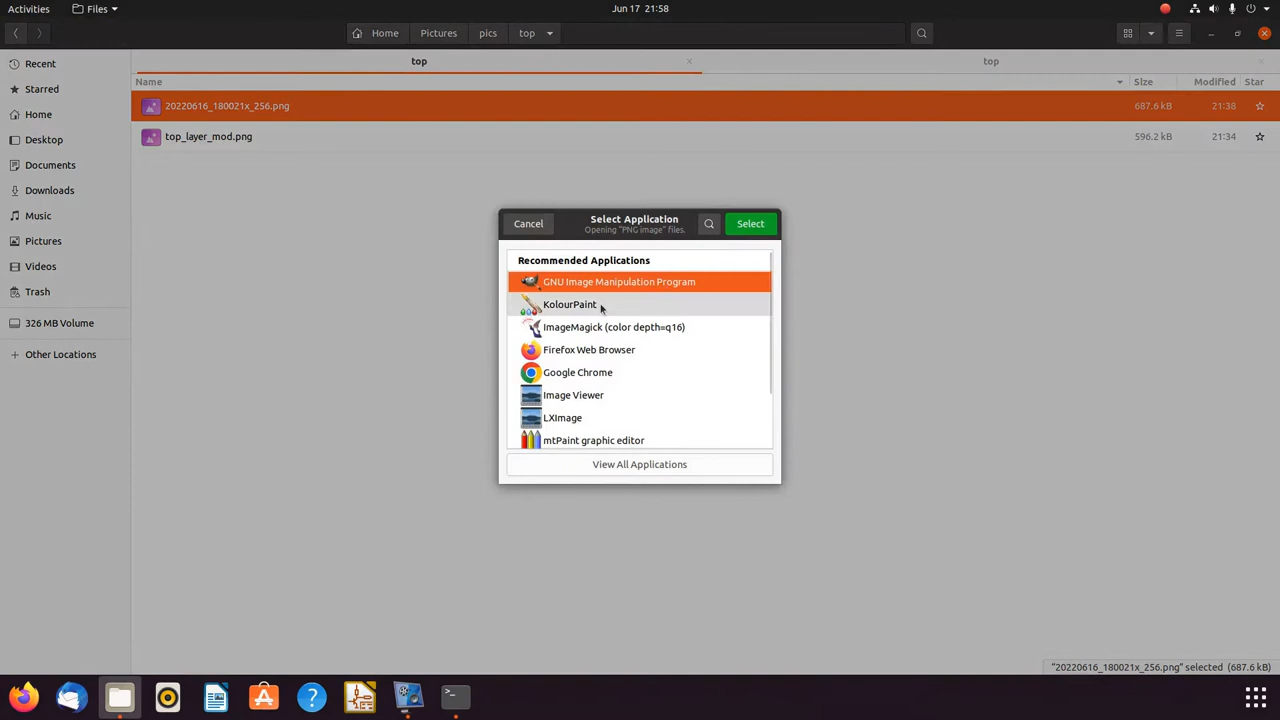 Activities
Files
Jun 17 21:58
Home
Pictures
pics
top
top
top
Name
Size
Modified
Star
Recent
Starred
Home
Desktop
Documents
Downloads
Music
Pictures
Videos
Trash
326 MB Volume
Other Locations
20220616_180021x_256.png
687.6 kB
21:38
top_layer_mod.png
596.2 kB
21:34
Cancel
Select Application
Opening "PNG image" files.
Select
Recommended Applications
GNU Image Manipulation Program
KolourPaint
ImageMagick (color depth=q16)
Firefox Web Browser
Google Chrome
Image Viewer
LXImage
mtPaint graphic editor
View All Applications
"20220616_180021x_256.png" selected (687.6 kB)